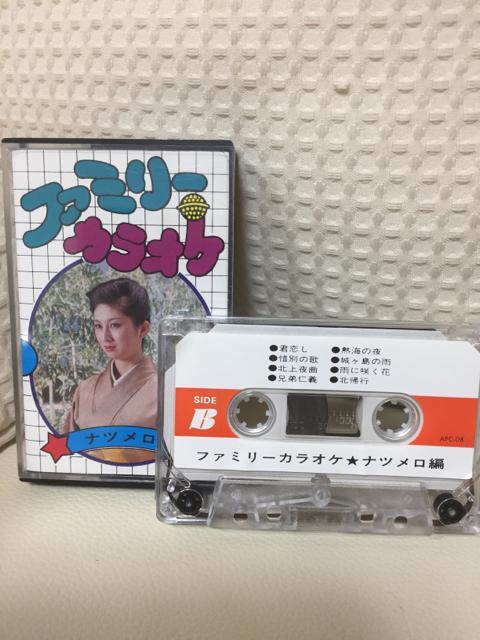 ファミリー
カラオケ
ナツメロ
●君恋し
●惜別の歌
●北上夜曲
●兄弟仁義
●熱海の夜
●城ヶ島の雨
●雨に咲く花
●北帰行
SIDE
B
AFC-08
ファミリーカラオケ★ナツメロ編